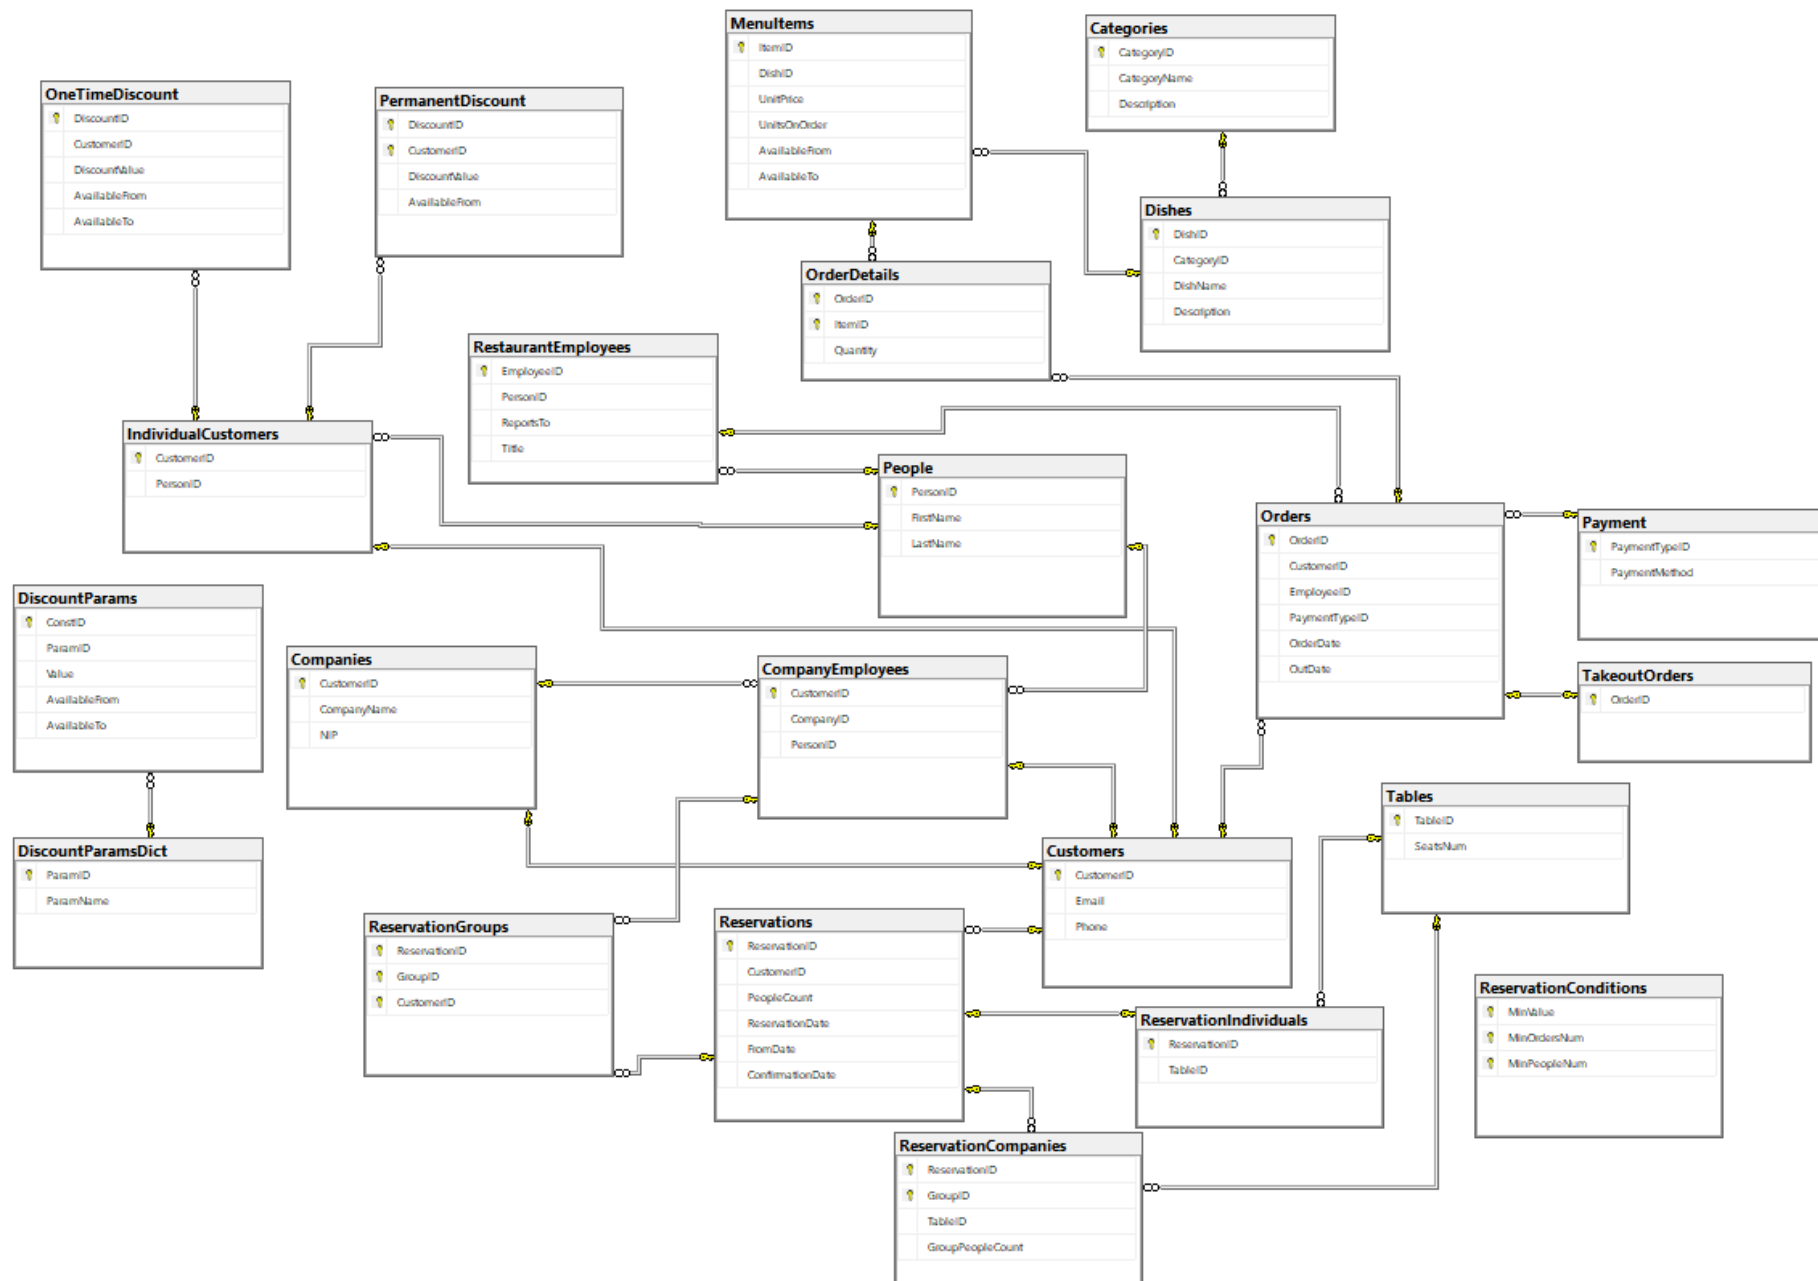 MenuItems
ItemID
DishID
UnitPrice
UnitsOnOrder
AvailableFrom
AvailableTo
Categories
CategoryID
CategoryName
Description
OneTimeDiscount
DiscountID
CustomerID
DiscountValue
AvailableFrom
AvailableTo
PermanentDiscount
DiscountID
CustomerID
DiscountValue
AvailableFrom
Dishes
DishID
CategoryID
DishName
Description
OrderDetails
OrderID
ItemID
Quantity
RestaurantEmployees
EmployeeID
PersonID
ReportsTo
Title
IndividualCustomers
CustomerID
PersonID
People
PersonID
FirstName
LastName
Orders
OrderID
CustomerID
EmployeeID
PaymentTypeID
OrderDate
OutDate
Payment
PaymentTypeID
PaymentMethod
DiscountParams
ConstID
ParamID
Value
AvailableFrom
AvailableTo
Companies
CustomerID
CompanyName
NIP
CompanyEmployees
CustomerID
CompanyID
PersonID
TakeoutOrders
OrderID
Tables
TableID
SeatsNum
DiscountParamsDict
ParamID
ParamName
Customers
CustomerID
Email
Phone
ReservationGroups
ReservationID
GroupID
CustomerID
Reservations
ReservationID
CustomerID
PeopleCount
ReservationDate
FromDate
ConfirmationDate
ReservationConditions
MinValue
MinOrdersNum
MinPeopleNum
ReservationIndividuals
ReservationID
TableID
ReservationCompanies
ReservationID
GroupID
TableID
GroupPeopleCount